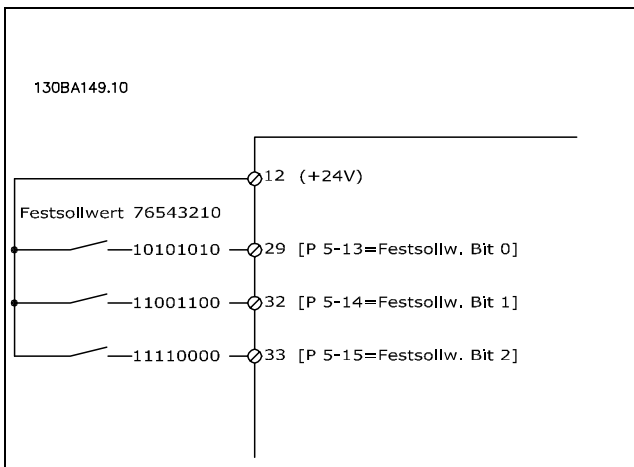 130BA149.10
12 (+24V)
Festsollwert 76543210
10101010 29 [P 5-13=Festsollw. Bit 0]
11001100 32 [P 5-14=Festsollw. Bit 1]
11110000 33 [P 5-15=Festsollw. Bit 2]